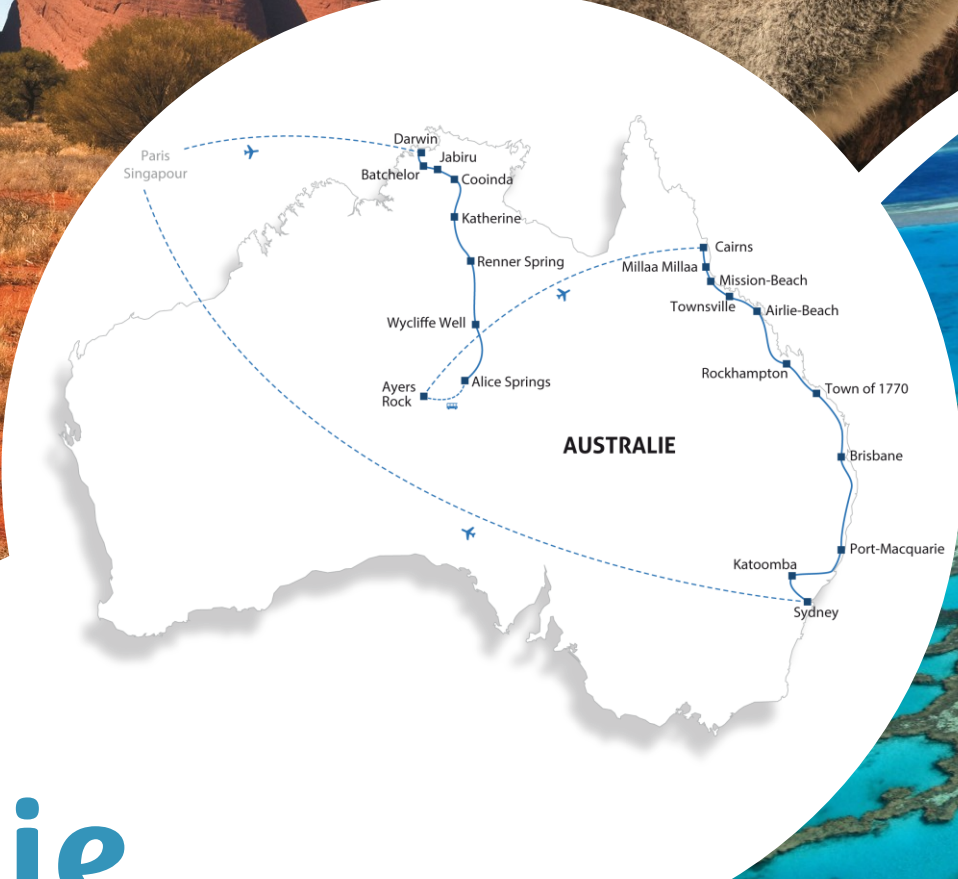 Paris
Singapour
Darwin
Jabiru
Batchelor
Cooinda
Katherine
Renner Spring
Wycliffe Well
Alice Springs
Ayers
Rock
Cairns
Millaa Millaa
Mission-Beach
Townsville
Airlie-Beach
Rockhampton
Town of 1770
AUSTRALIE
Brisbane
Port-Macquarie
Katoomba
Sydney
ie